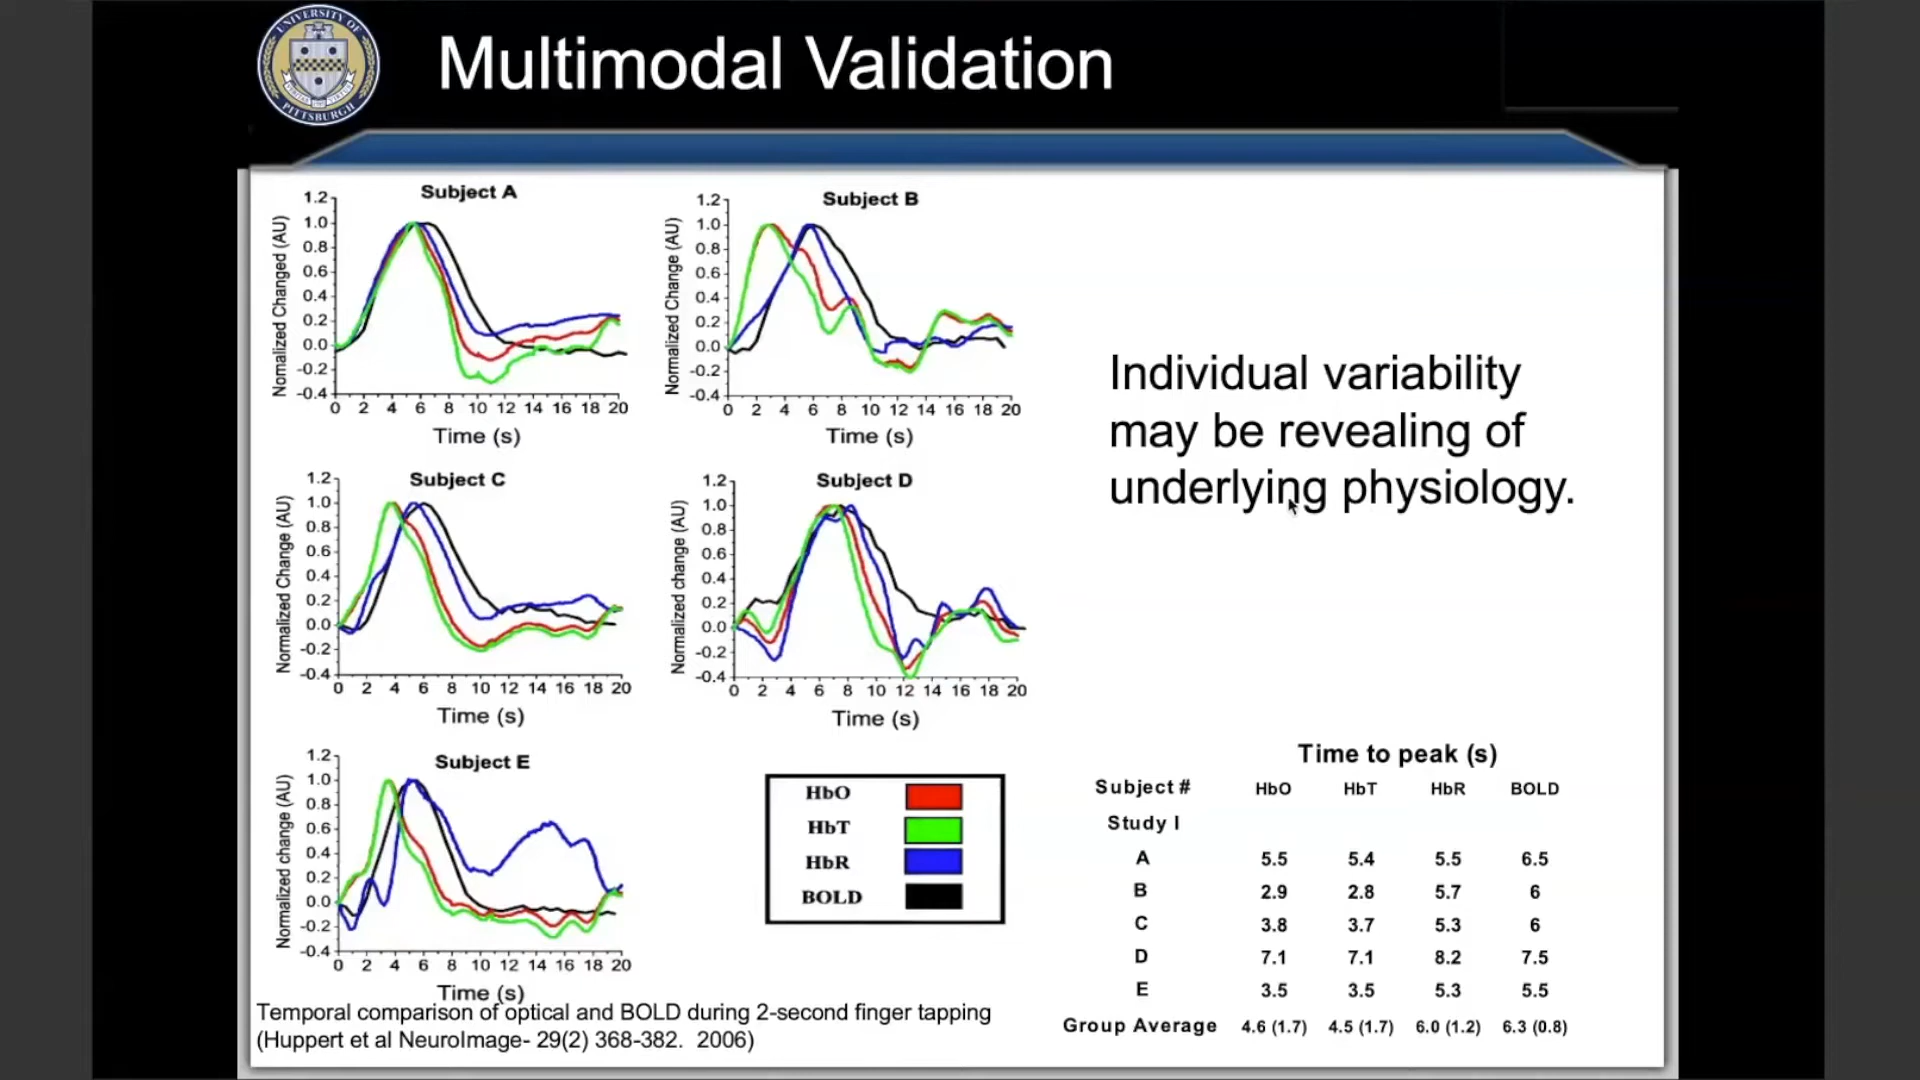 UNIVERSITY OF
PITTSBURGH
Multimodal Validation
Subject A
Nomalized Changed (AU)
1.2
1.0
0.8
0.6
0.4
0.2
0.0
-0.2
-0.4
0 2 4 6 8 10 12 14 16 18 20
Time (s)
Subject B
Normalized Change (AU)
1.2
1.0
0.8
0.6
0.4
0.2
0.0
-0.2
-0.4
0 2 4 6 8 10 12 14 16 18 20
Time (s)
Individual variability
may be revealing of
underlying physiology.
Subject C
Normalized Change (AU)
1.2
1.0
0.8
0.6
0.4
0.2
0.0
-0.2
-0.4
0 2 4 6 8 10 12 14 16 18 20
Time (s)
Subject D
Normalized change (AU)
1.2
1.0
0.8
0.6
0.4
0.2
0.0
-0.2
-0.4
0 2 4 6 8 10 12 14 16 18 20
Time (s)
Subject E
Normalized change (AU)
1.2
1.0
0.8
0.6
0.4
0.2
0.0
-0.2
-0.4
0 2 4 6 8 10 12 14 16 18 20
Time (s)
HbO
HbT
HbR
BOLD
Time to peak (s)
Subject # HbO HbT HbR BOLD
Study I
A 5.5 5.4 5.5 6.5
B 2.9 2.8 5.7 6
C 3.8 3.7 5.3 6
D 7.1 7.1 8.2 7.5
E 3.5 3.5 5.3 5.5
Group Average 4.6 (1.7) 4.5 (1.7) 6.0 (1.2) 6.3 (0.8)
Temporal comparison of optical and BOLD during 2-second finger tapping
(Huppert et al NeuroImage- 29(2) 368-382. 2006)